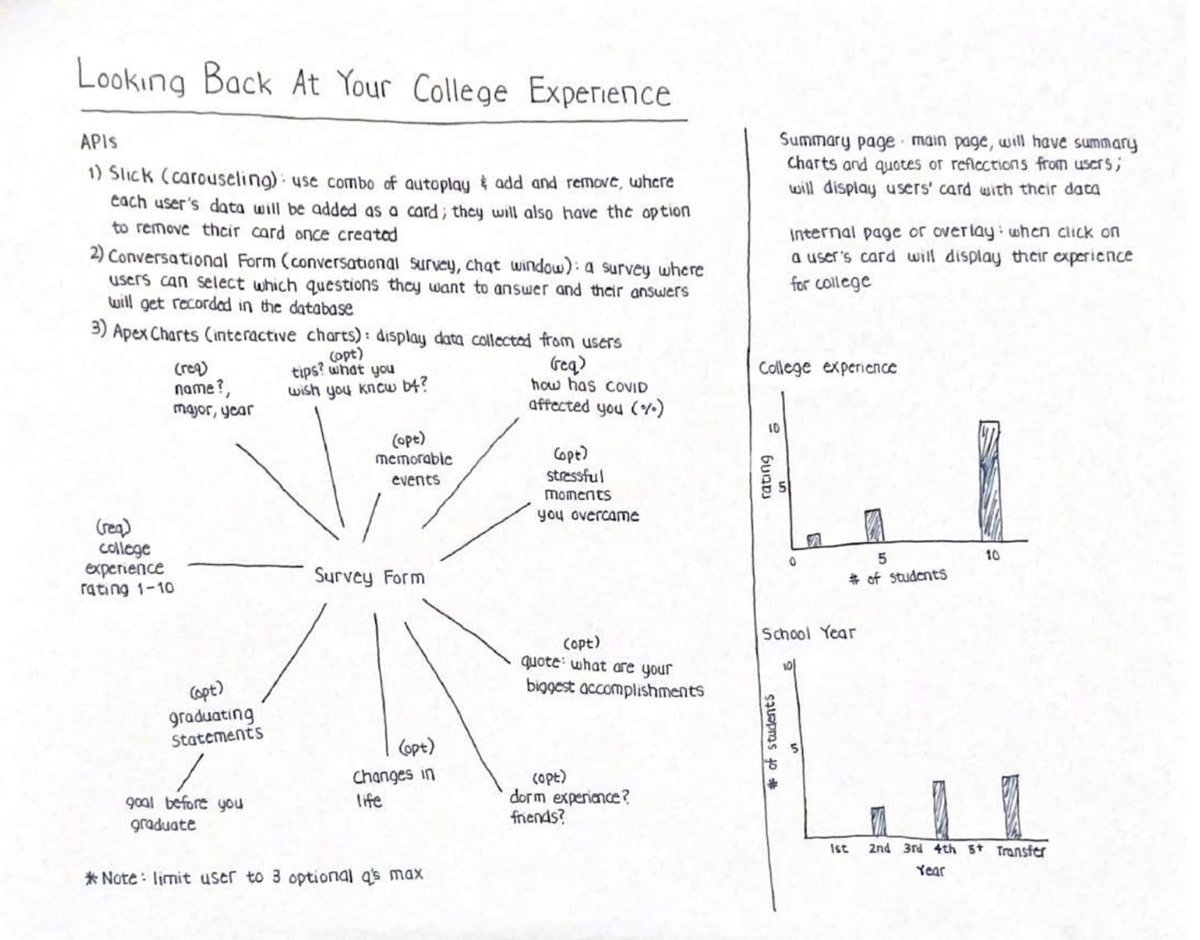 Looking Back At Your College Experience
APIs
1) Slick (carouseling): use combo of autoplay & add and remove, where
each user's data will be added as a card; they will also have the option
to remove their card once created
2) Conversational Form (conversational survey, chat window): a survey where
users can select which questions they want to answer and their answers
will get recorded in the database
3) ApexCharts (interactive charts): display data collected from users
(req)
name?,
major, year
(opt)
tips? what you
wish you knew b4?
(opt)
memorable
events
(req)
how has COVID
affected you (%)
(opt)
stressful
moments
you overcame
(req)
college
experience
rating 1-10
Survey Form
(opt)
quote: what are your
biggest accomplishments
(opt)
graduating
statements
goal before you
graduate
(opt)
Changes in
life
(opt)
dorm experience?
friends?
*Note: limit user to 3 optional q's max
Summary page · main page, will have summary
Charts and quotes or reflections from users;
will display users' card with their data
Internal page or overlay: when click on
a user's card will display their experience
for college
College experience
10
5
rating
0 5 10
# of students
School Year
10
5
# of students
1st 2nd 3rd 4th 5+ Transfer
Year